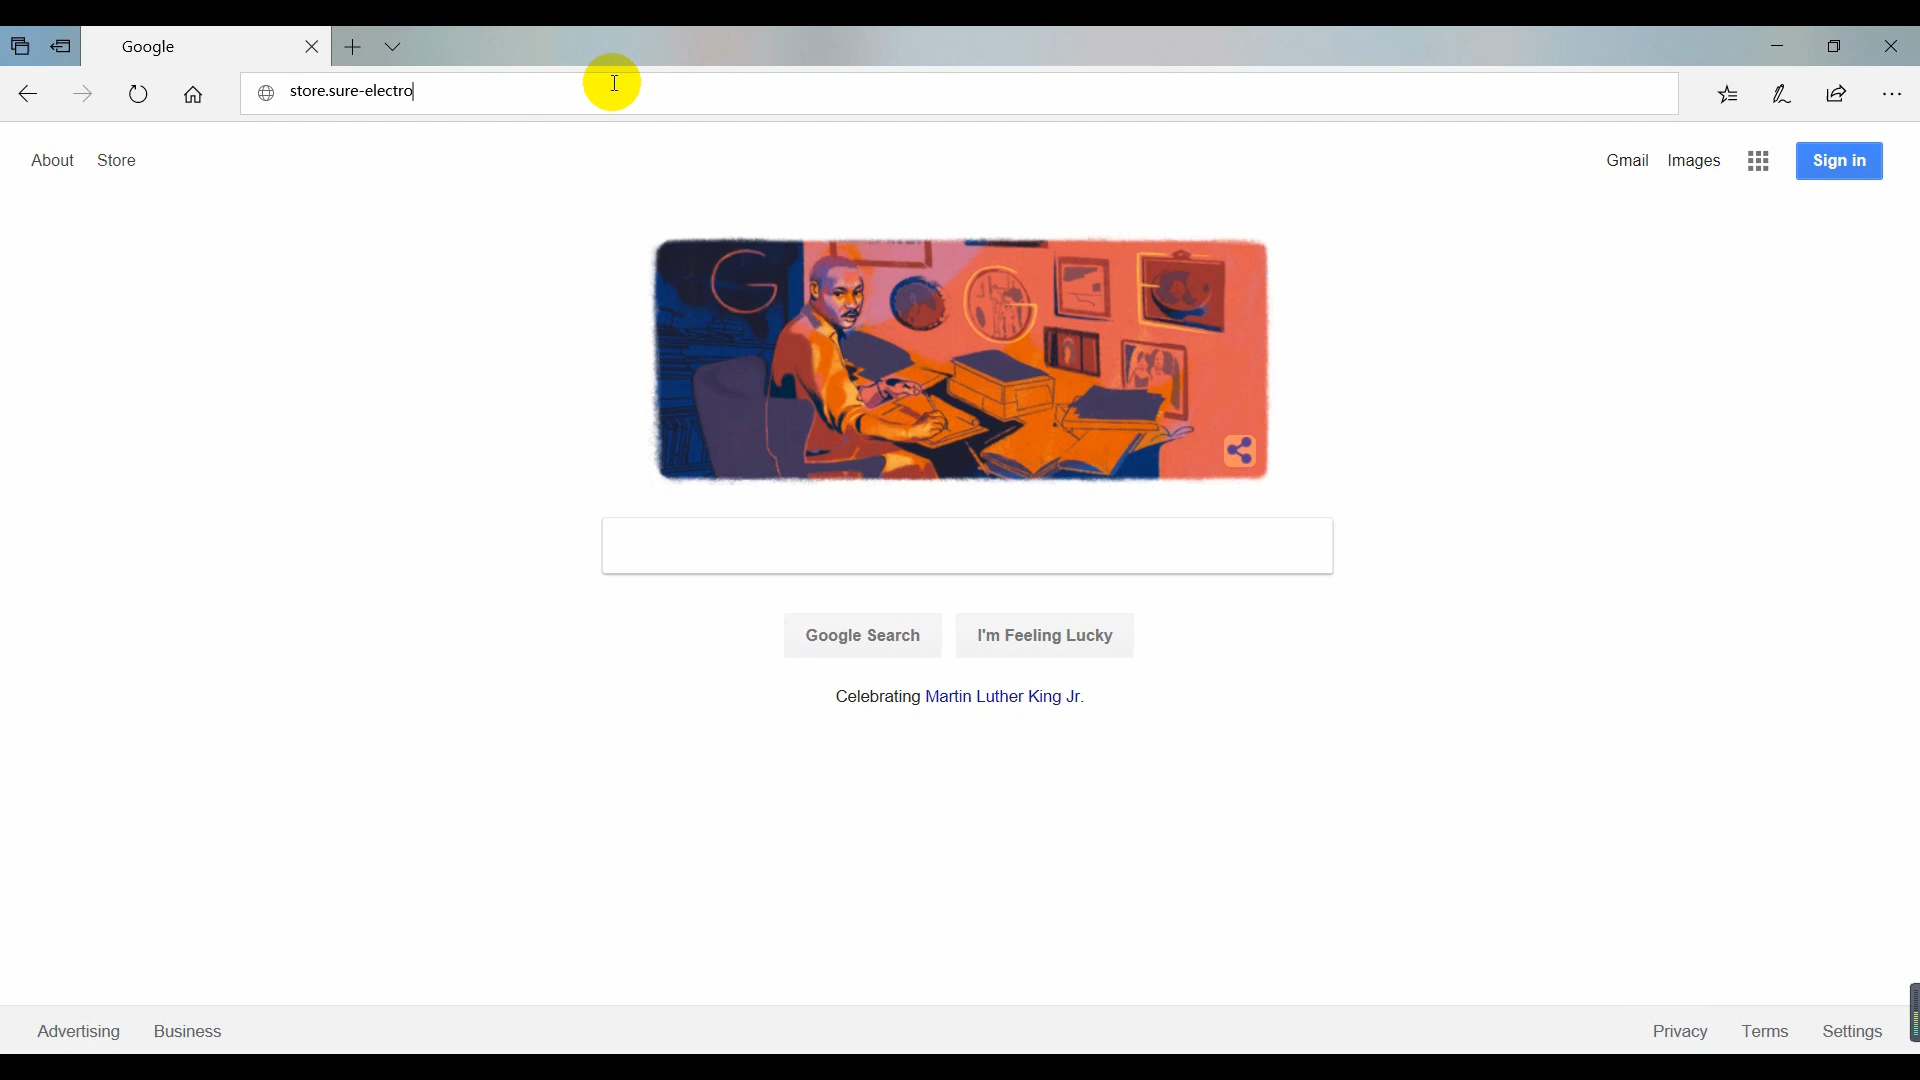 Google
store.sure-electro
About Store
Gmail Images Sign in
Google Search I'm Feeling Lucky
Celebrating Martin Luther King Jr.
Advertising Business
Privacy Terms Settings